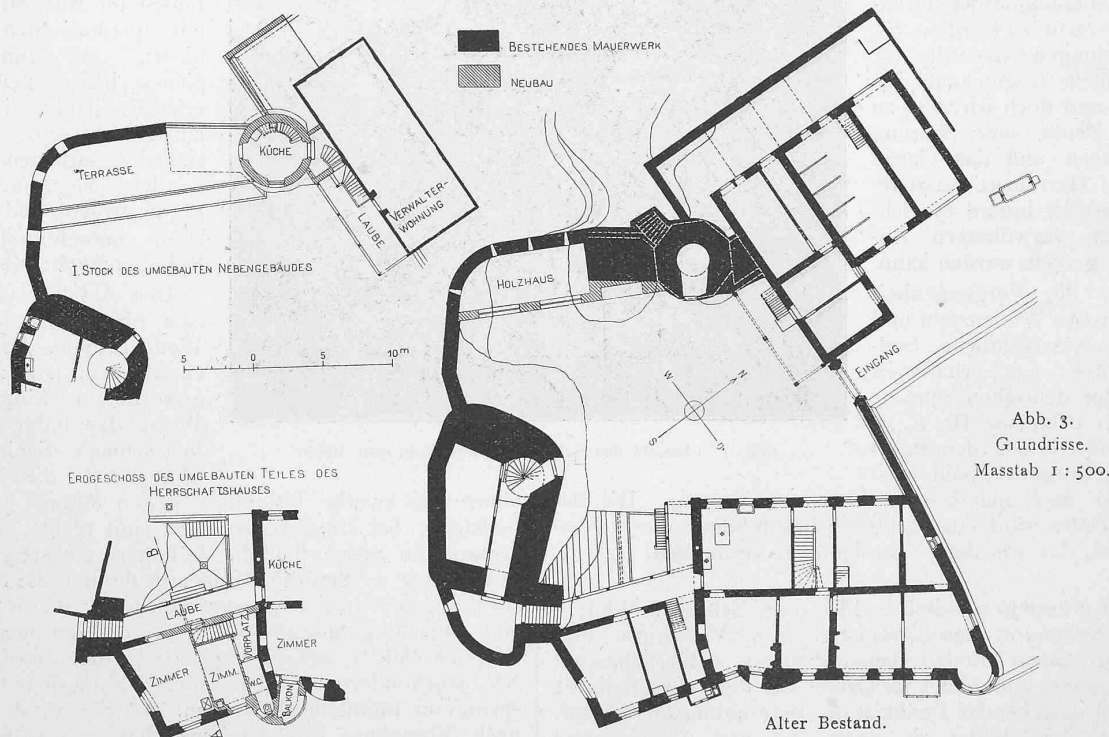 BESTEHENDES MAUERWERK
NEUBAU
KÜCHE
TERRASSE
LAUBE
VERWALTER-
WOHNUNG
I. STOCK DES UMGEBAUTEN NEBENGEBÄUDES
5 0 5 10 m
HOLZHAUS
EINGANG
W N
S O
Abb. 3.
Grundrisse.
Masstab 1 : 500.
ERDGESCHOSS DES UMGEBAUTEN TEILES DES
HERRSCHAFTSHAUSES
B
KÜCHE
LAUBE
VORPLATZ
ZIMMER
ZIMMER
ZIMM.
W.C.
BALKON
Alter Bestand.